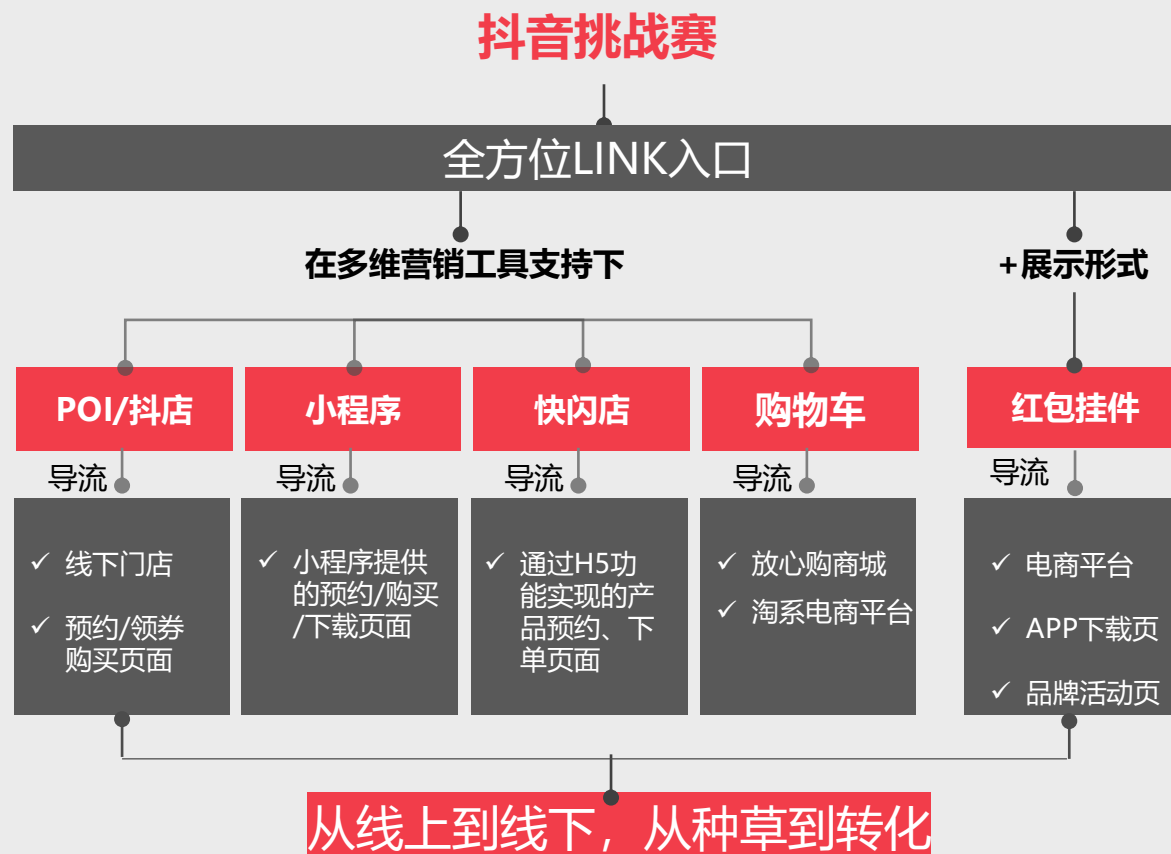 抖音挑战赛
全方位LINK入口
在多维营销工具支持下
+展示形式
POI/抖店
小程序
快闪店
购物车
红包挂件
导流
导流
导流
导流
导流
✓ 线下门店
✓ 预约/领券
购买页面
✓ 小程序提供
的预约/购买
/下载页面
✓ 通过H5功
能实现的产
品预约、下
单页面
✓ 放心购商城
✓ 淘系电商平台
✓ 电商平台
✓ APP下载页
✓ 品牌活动页
从线上到线下，从种草到转化